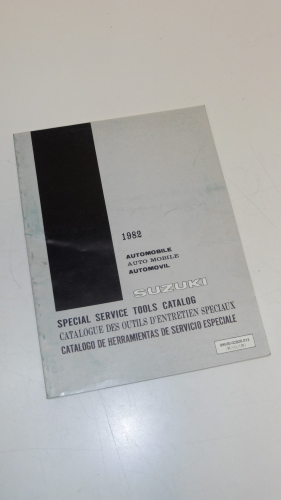 1982
AUTOMOBILE
AUTO MOBILE
AUTOMOVIL
SUZUKI
SPECIAL SERVICE TOOLS CATALOG
CATALOGUE DES OUTILS D'ENTRETIEN SPECIAUX
CATALOGO DE HERRAMIENTAS DE SERVICIO ESPECIALE